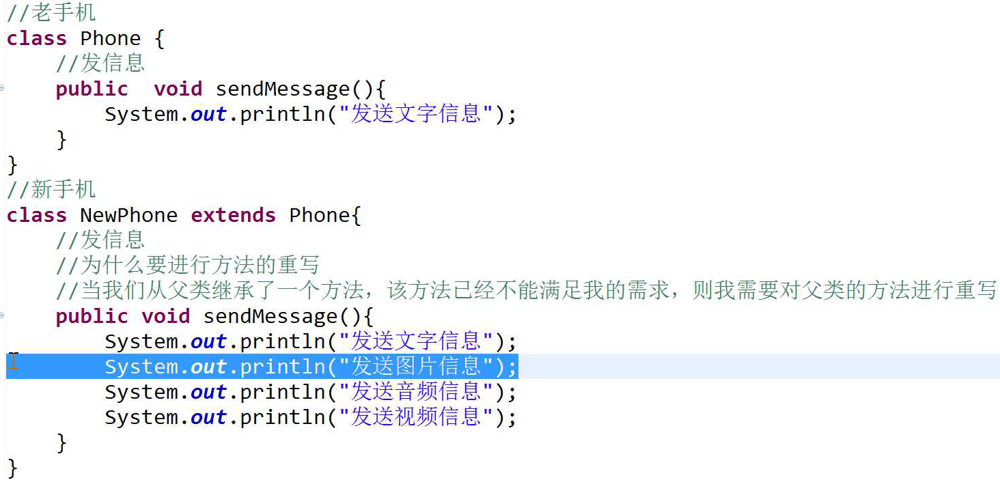 //老手机
class Phone {
    //发信息
    public  void sendMessage(){
        System.out.println("发送文字信息");
    }
}
//新手机
class NewPhone extends Phone{
    //发信息
    //为什么要进行方法的重写
    //当我们从父类继承了一个方法，该方法已经不能满足我的需求，则我需要对父类的方法进行重写
    public void sendMessage(){
        System.out.println("发送文字信息");
        System.out.println("发送图片信息");
        System.out.println("发送音频信息");
        System.out.println("发送视频信息");
    }
}